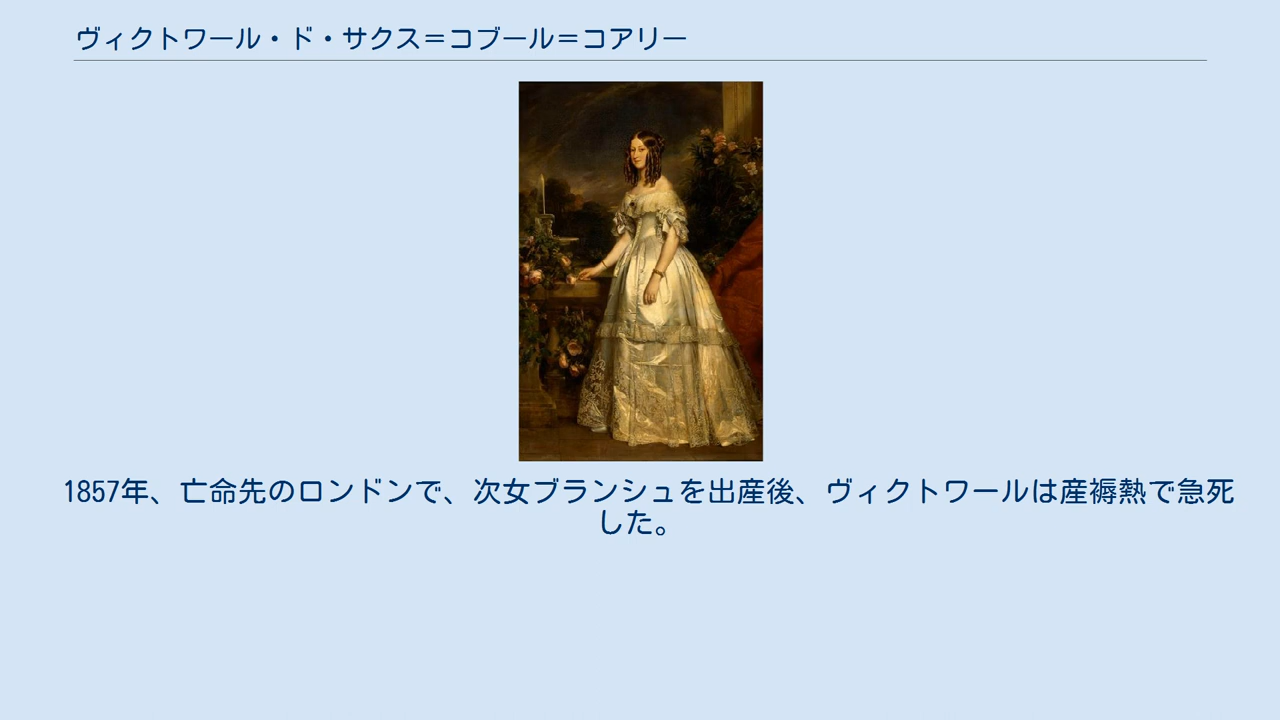 ヴィクトワール・ド・サクス＝コブール＝コアリー
1857年、亡命先のロンドンで、次女ブランシュを出産後、ヴィクトワールは産褥熱で急死
した。